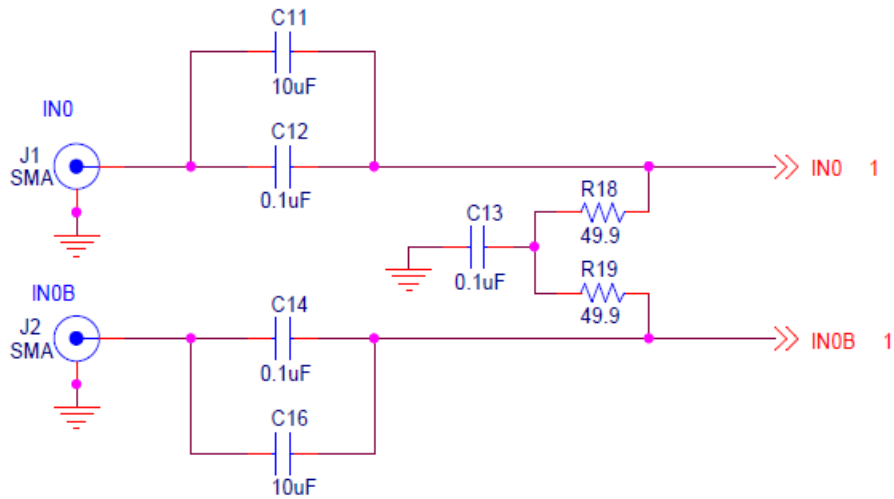 C11
10uF
IN0
J1
SMA
C12
0.1uF
IN0 1
R18
49.9
C13
0.1uF
R19
49.9
IN0B
J2
SMA
C14
0.1uF
IN0B 1
C16
10uF